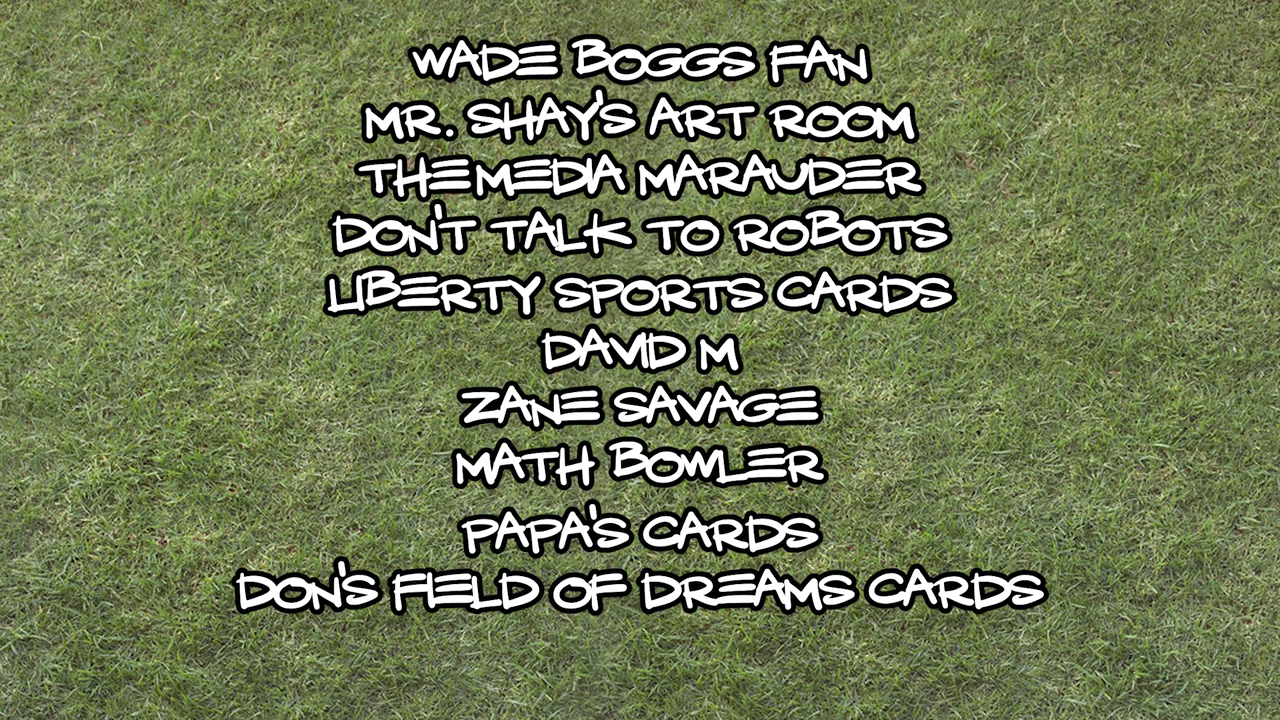 WADE BOGGS FAN
MR. SHAY'S ART ROOM
THEMEDIA MARAUDER
DON'T TALK TO ROBOTS
LIBERTY SPORTS CARDS
DAVID M
ZANE SAVAGE
MATH BOWLER
PAPA'S CARDS
DON'S FIELD OF DREAMS CARDS